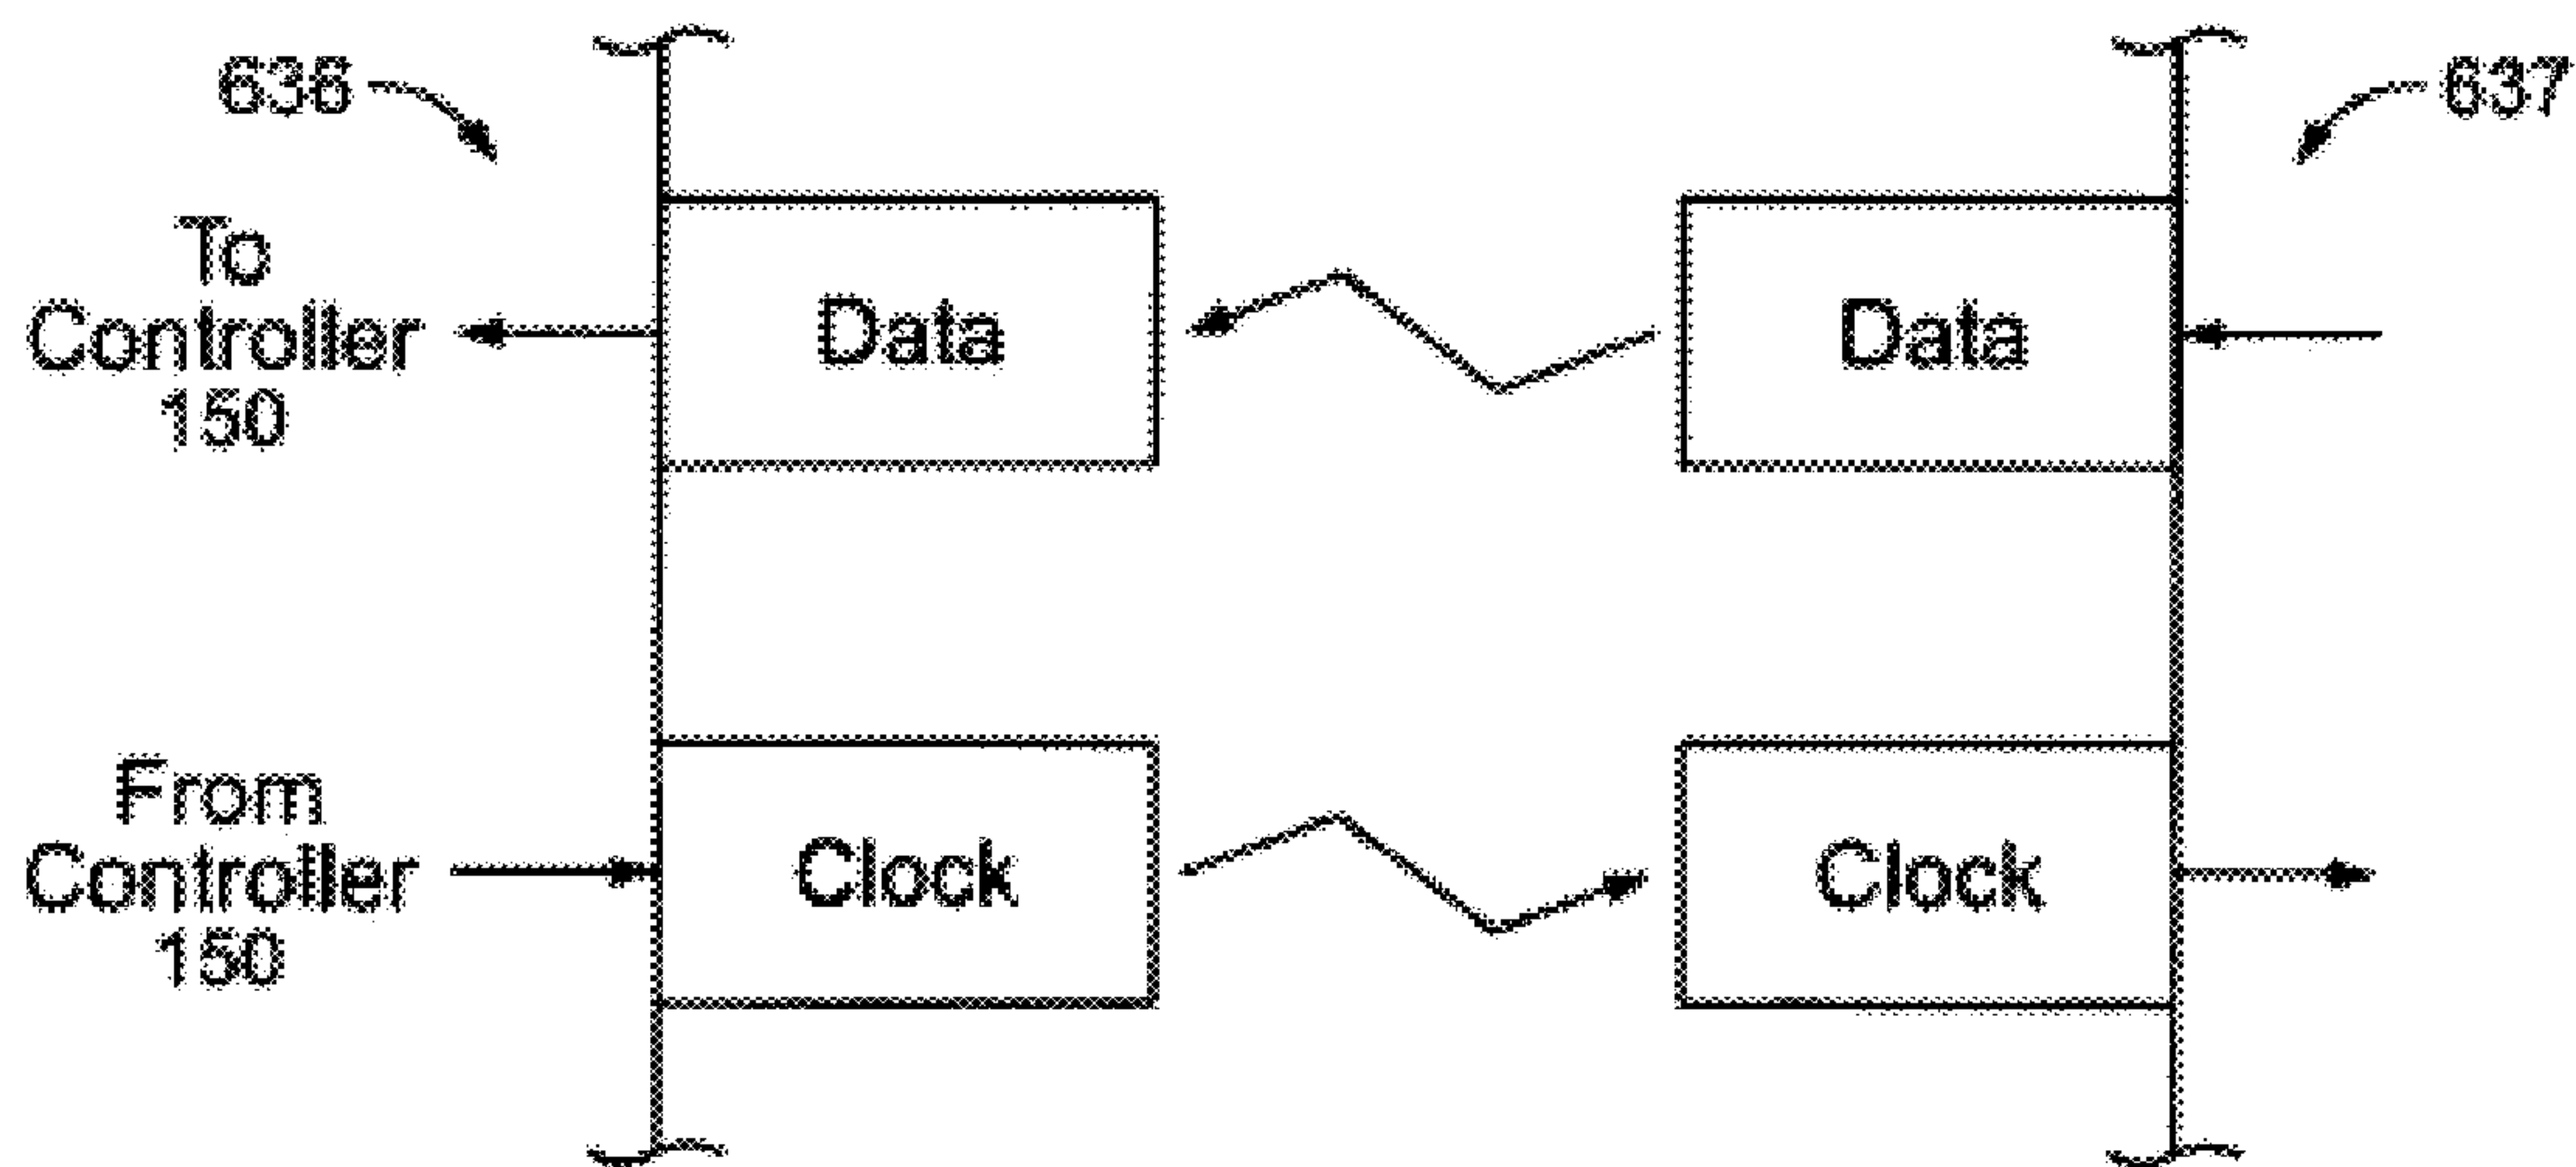 636
637
To
Controller
150
Data
Data
From
Controller
150
Clock
Clock